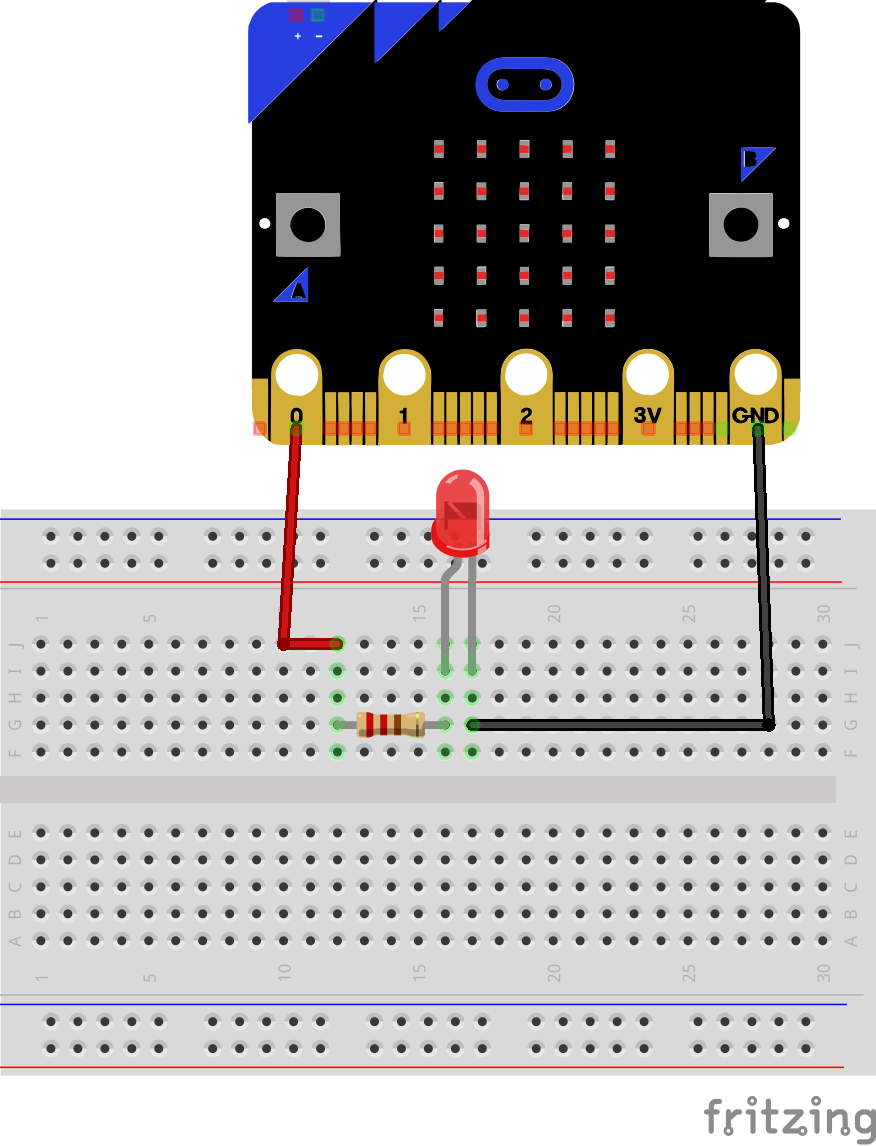 + −
B
A
0 1 2 3V GND
1 5 15 20 25 30
J J
I I
H H
G G
F F
E E
D D
C C
B B
A A
1 5 10 15 20 25 30
fritzing